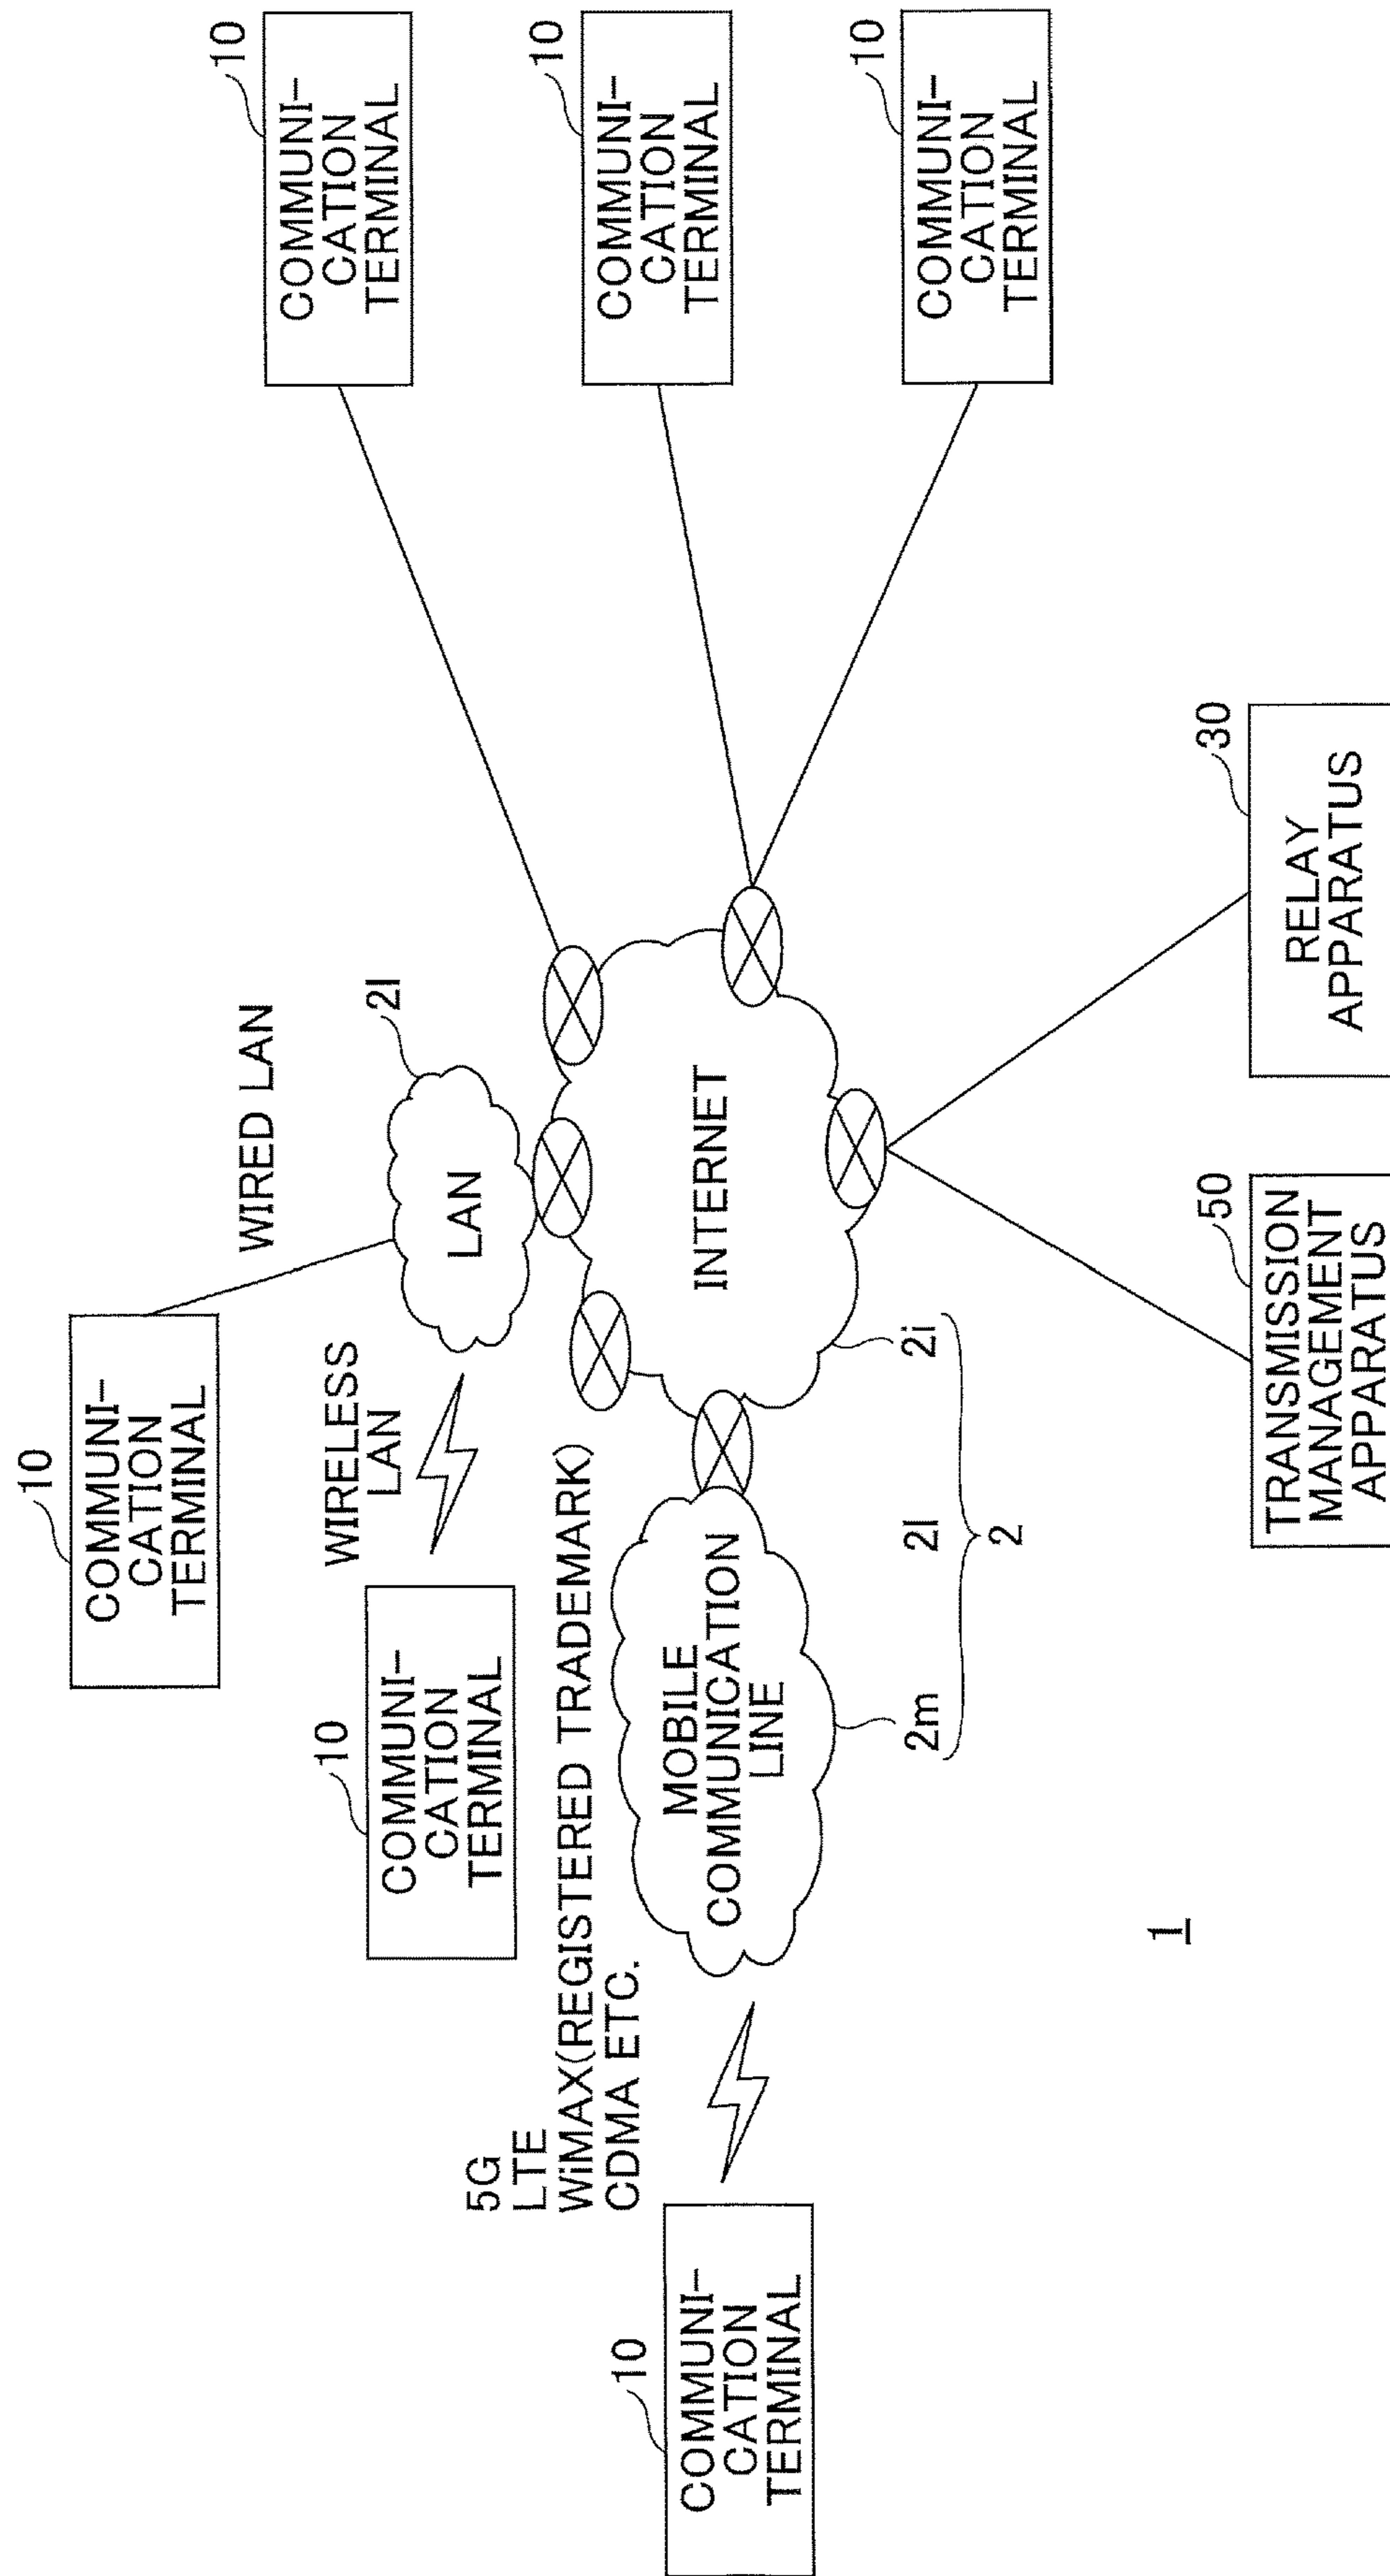 10
COMMUNI-
CATION
TERMINAL
WIRED LAN
10
COMMUNI-
CATION
TERMINAL
WIRELESS
LAN
2l
LAN
10
COMMUNI-
CATION
TERMINAL
5G
LTE
WiMAX(REGISTERED TRADEMARK)
CDMA ETC.
10
COMMUNI-
CATION
TERMINAL
MOBILE
COMMUNICATION
LINE
INTERNET
10
COMMUNI-
CATION
TERMINAL
10
COMMUNI-
CATION
TERMINAL
2m
2l
2i
2
1
50
TRANSMISSION
MANAGEMENT
APPARATUS
30
RELAY
APPARATUS